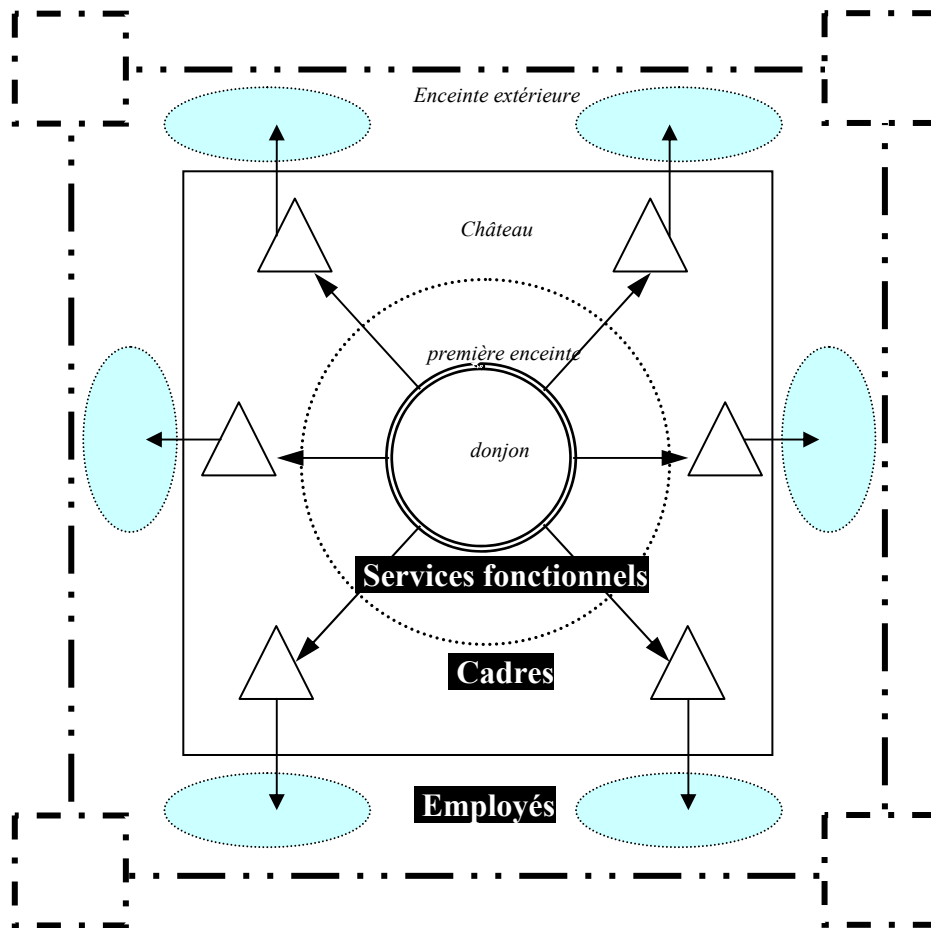 Enceinte extérieure
Château
première enceinte
donjon
Services fonctionnels
Cadres
Employés